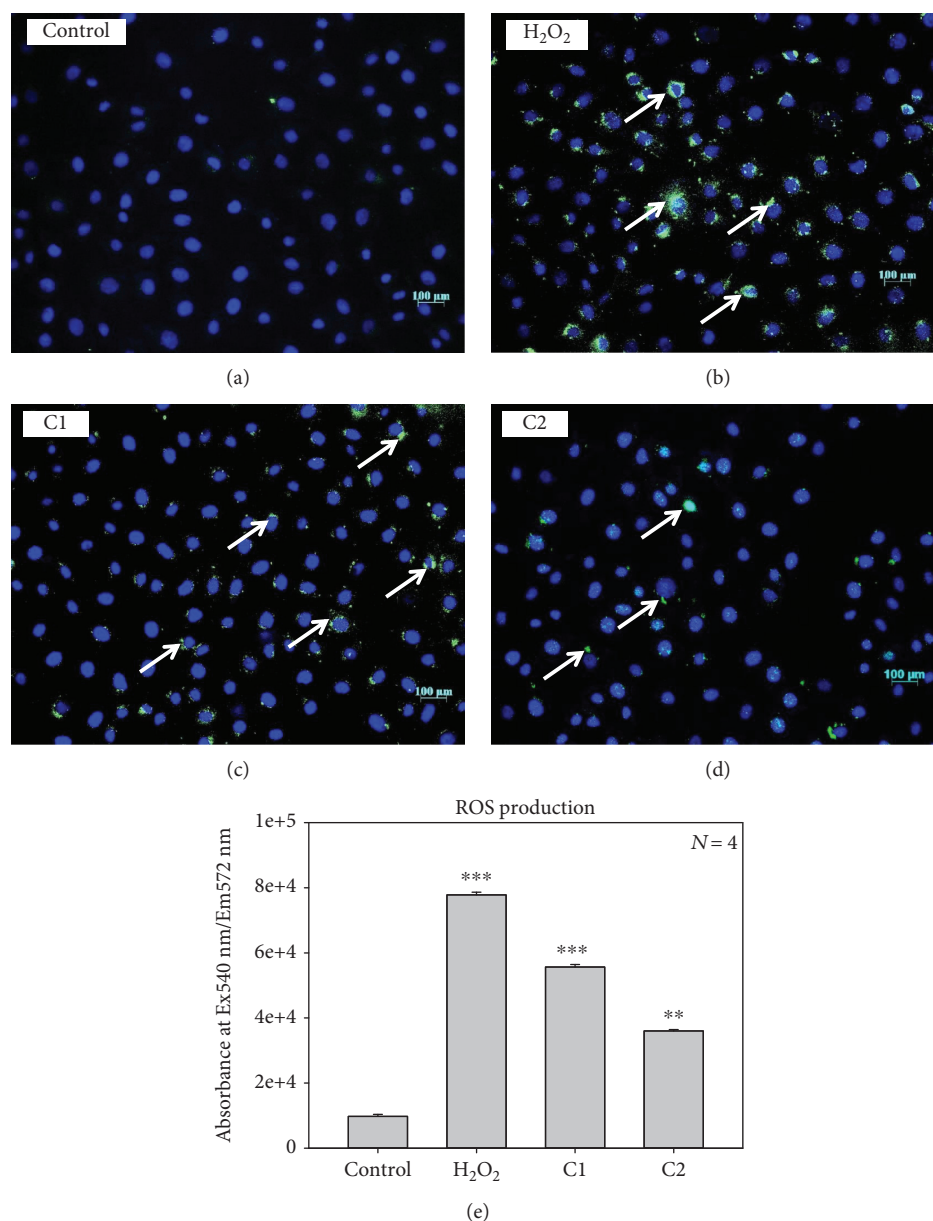 Control
H₂O₂
100 µm
100 µm
(a)
(b)
C1
C2
100 µm
100 µm
(c)
(d)
ROS production
1e+5
N = 4
8e+4
***
6e+4
***
4e+4
**
2e+4
0
Absorbance at Ex540 nm/Em572 nm
Control
H₂O₂
C1
C2
(e)